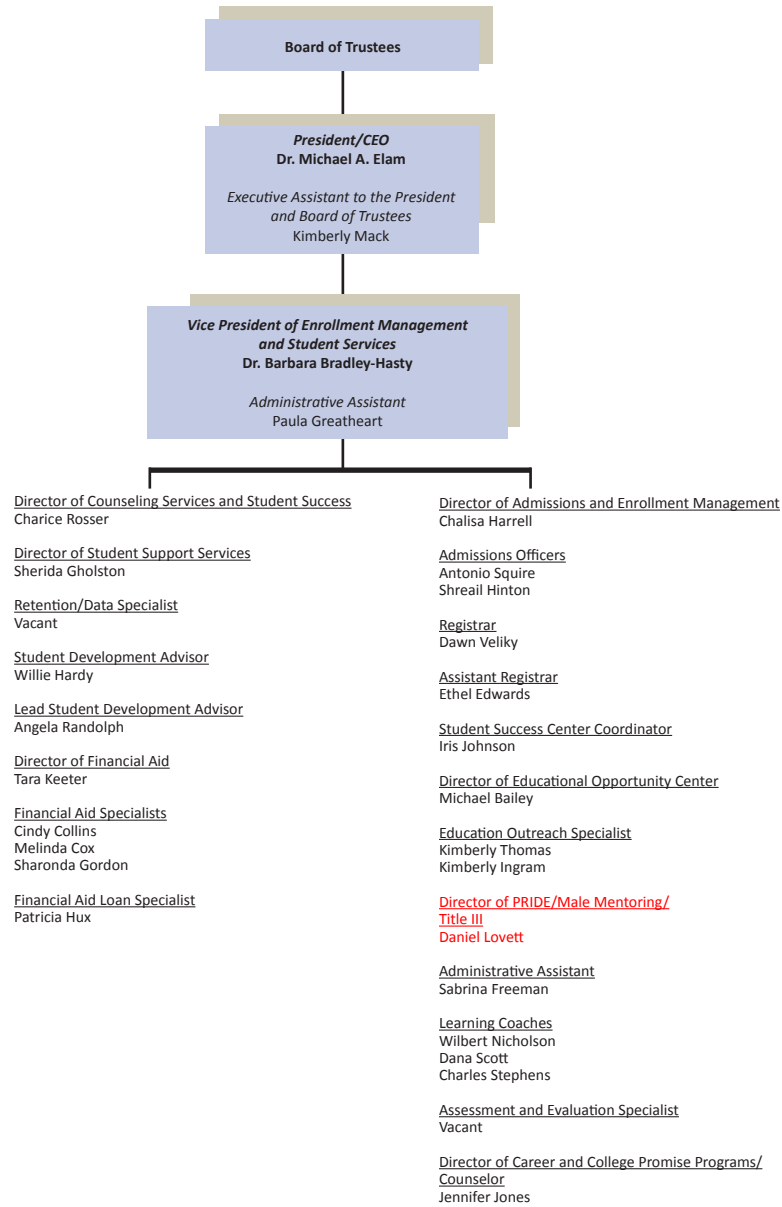 Board of Trustees
President/CEO
Dr. Michael A. Elam
Executive Assistant to the President
and Board of Trustees
Kimberly Mack
Vice President of Enrollment Management
and Student Services
Dr. Barbara Bradley-Hasty
Administrative Assistant
Paula Greatheart
Director of Counseling Services and Student Success
Charice Rosser
Director of Student Support Services
Sherida Gholston
Retention/Data Specialist
Vacant
Student Development Advisor
Willie Hardy
Lead Student Development Advisor
Angela Randolph
Director of Financial Aid
Tara Keeter
Financial Aid Specialists
Cindy Collins
Melinda Cox
Sharonda Gordon
Financial Aid Loan Specialist
Patricia Hux
Director of Admissions and Enrollment Management
Chalisa Harrell
Admissions Officers
Antonio Squire
Shreail Hinton
Registrar
Dawn Veliky
Assistant Registrar
Ethel Edwards
Student Success Center Coordinator
Iris Johnson
Director of Educational Opportunity Center
Michael Bailey
Education Outreach Specialist
Kimberly Thomas
Kimberly Ingram
Director of PRIDE/Male Mentoring/
Title III
Daniel Lovett
Administrative Assistant
Sabrina Freeman
Learning Coaches
Wilbert Nicholson
Dana Scott
Charles Stephens
Assessment and Evaluation Specialist
Vacant
Director of Career and College Promise Programs/
Counselor
Jennifer Jones